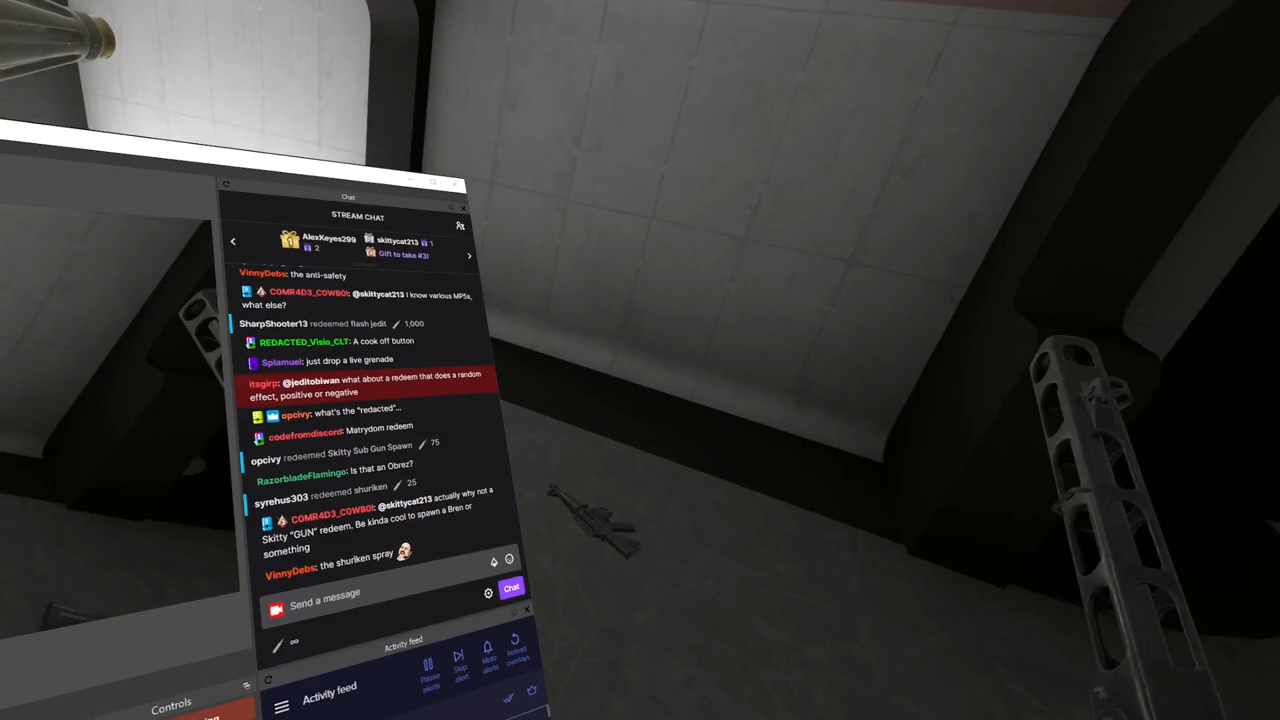 Chat
STREAM CHAT
AlexKeyes299
2
skittycat213 1
Gift to take #3!
VinnyDebs: the anti-safety
C0MR4D3_C0WB0I: @skittycat213 I know various MP5s,
what else?
SharpShooter13 redeemed flash jedit 1,000
REDACTED_Visio_CLT: A cook off button
Splamuel: just drop a live grenade
itsgirp: @jeditobiwan what about a redeem that does a random
effect, positive or negative
opcivy: what's the "redacted"...
codefromdiscord: Matrydom redeem
opcivy redeemed Skitty Sub Gun Spawn 75
RazorbladeFlamingo: Is that an Obrez?
syrehus303 redeemed shuriken 25
C0MR4D3_C0WB0I: @skittycat213 actually why not a
Skitty "GUN" redeem. Be kinda cool to spawn a Bren or
something
VinnyDebs: the shuriken spray
Send a message
Chat
∞
Activity feed
Activity feed
Pause
alerts
Skip
alert
Mute
alerts
Reload
overlays
Controls